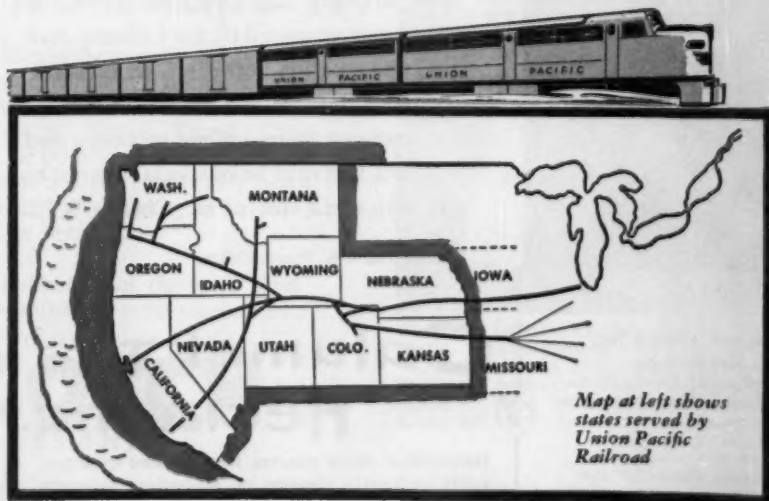 UNION PACIFIC UNION PACIFIC
WASH.
MONTANA
OREGON
IDAHO
WYOMING
NEBRASKA
IOWA
NEVADA
UTAH
COLO.
KANSAS
MISSOURI
CALIFORNIA
Map at left shows
states served by
Union Pacific
Railroad